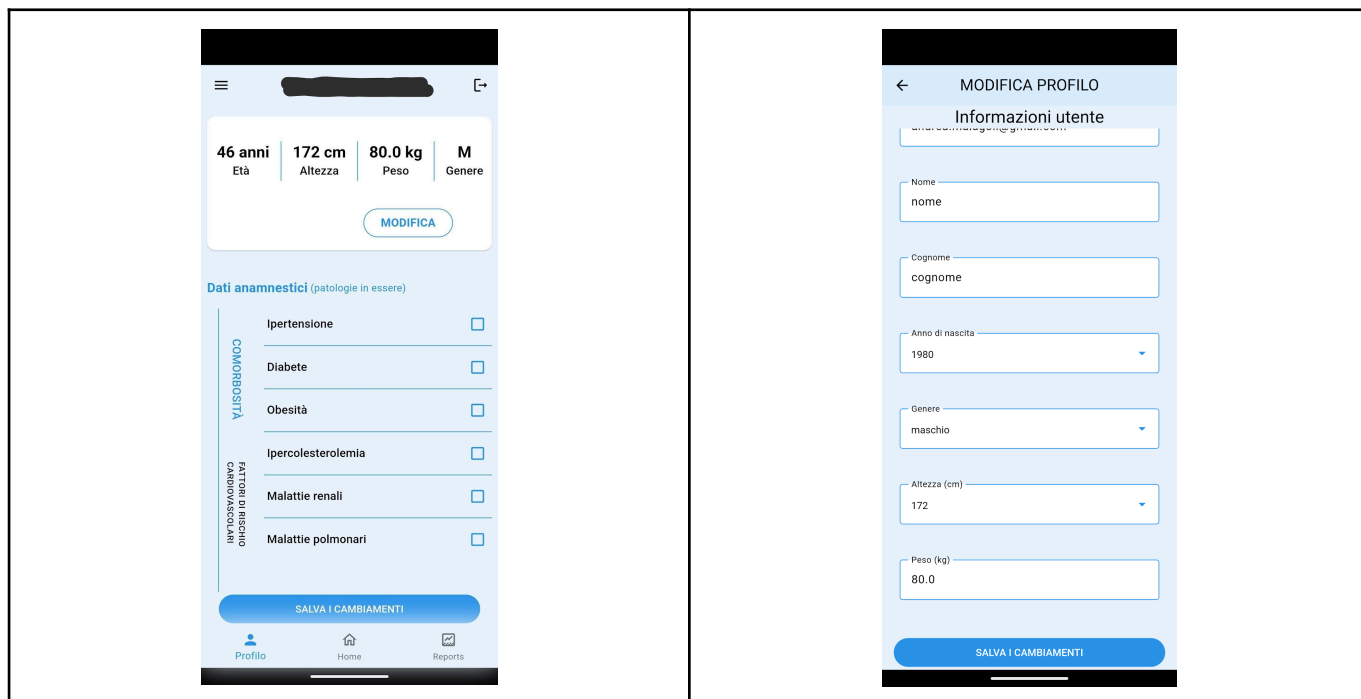 46 anni
Età
172 cm
Altezza
80.0 kg
Peso
M
Genere
MODIFICA
Dati anamnestici (patologie in essere)
COMORBOSITÀ
FATTORI DI RISCHIO
CARDIOVASCOLARI
Ipertensione
Diabete
Obesità
Ipercolesterolemia
Malattie renali
Malattie polmonari
SALVA I CAMBIAMENTI
Profilo
Home
Reports
MODIFICA PROFILO
Informazioni utente
Nome
nome
Cognome
cognome
Anno di nascita
1980
Genere
maschio
Altezza (cm)
172
Peso (kg)
80.0
SALVA I CAMBIAMENTI